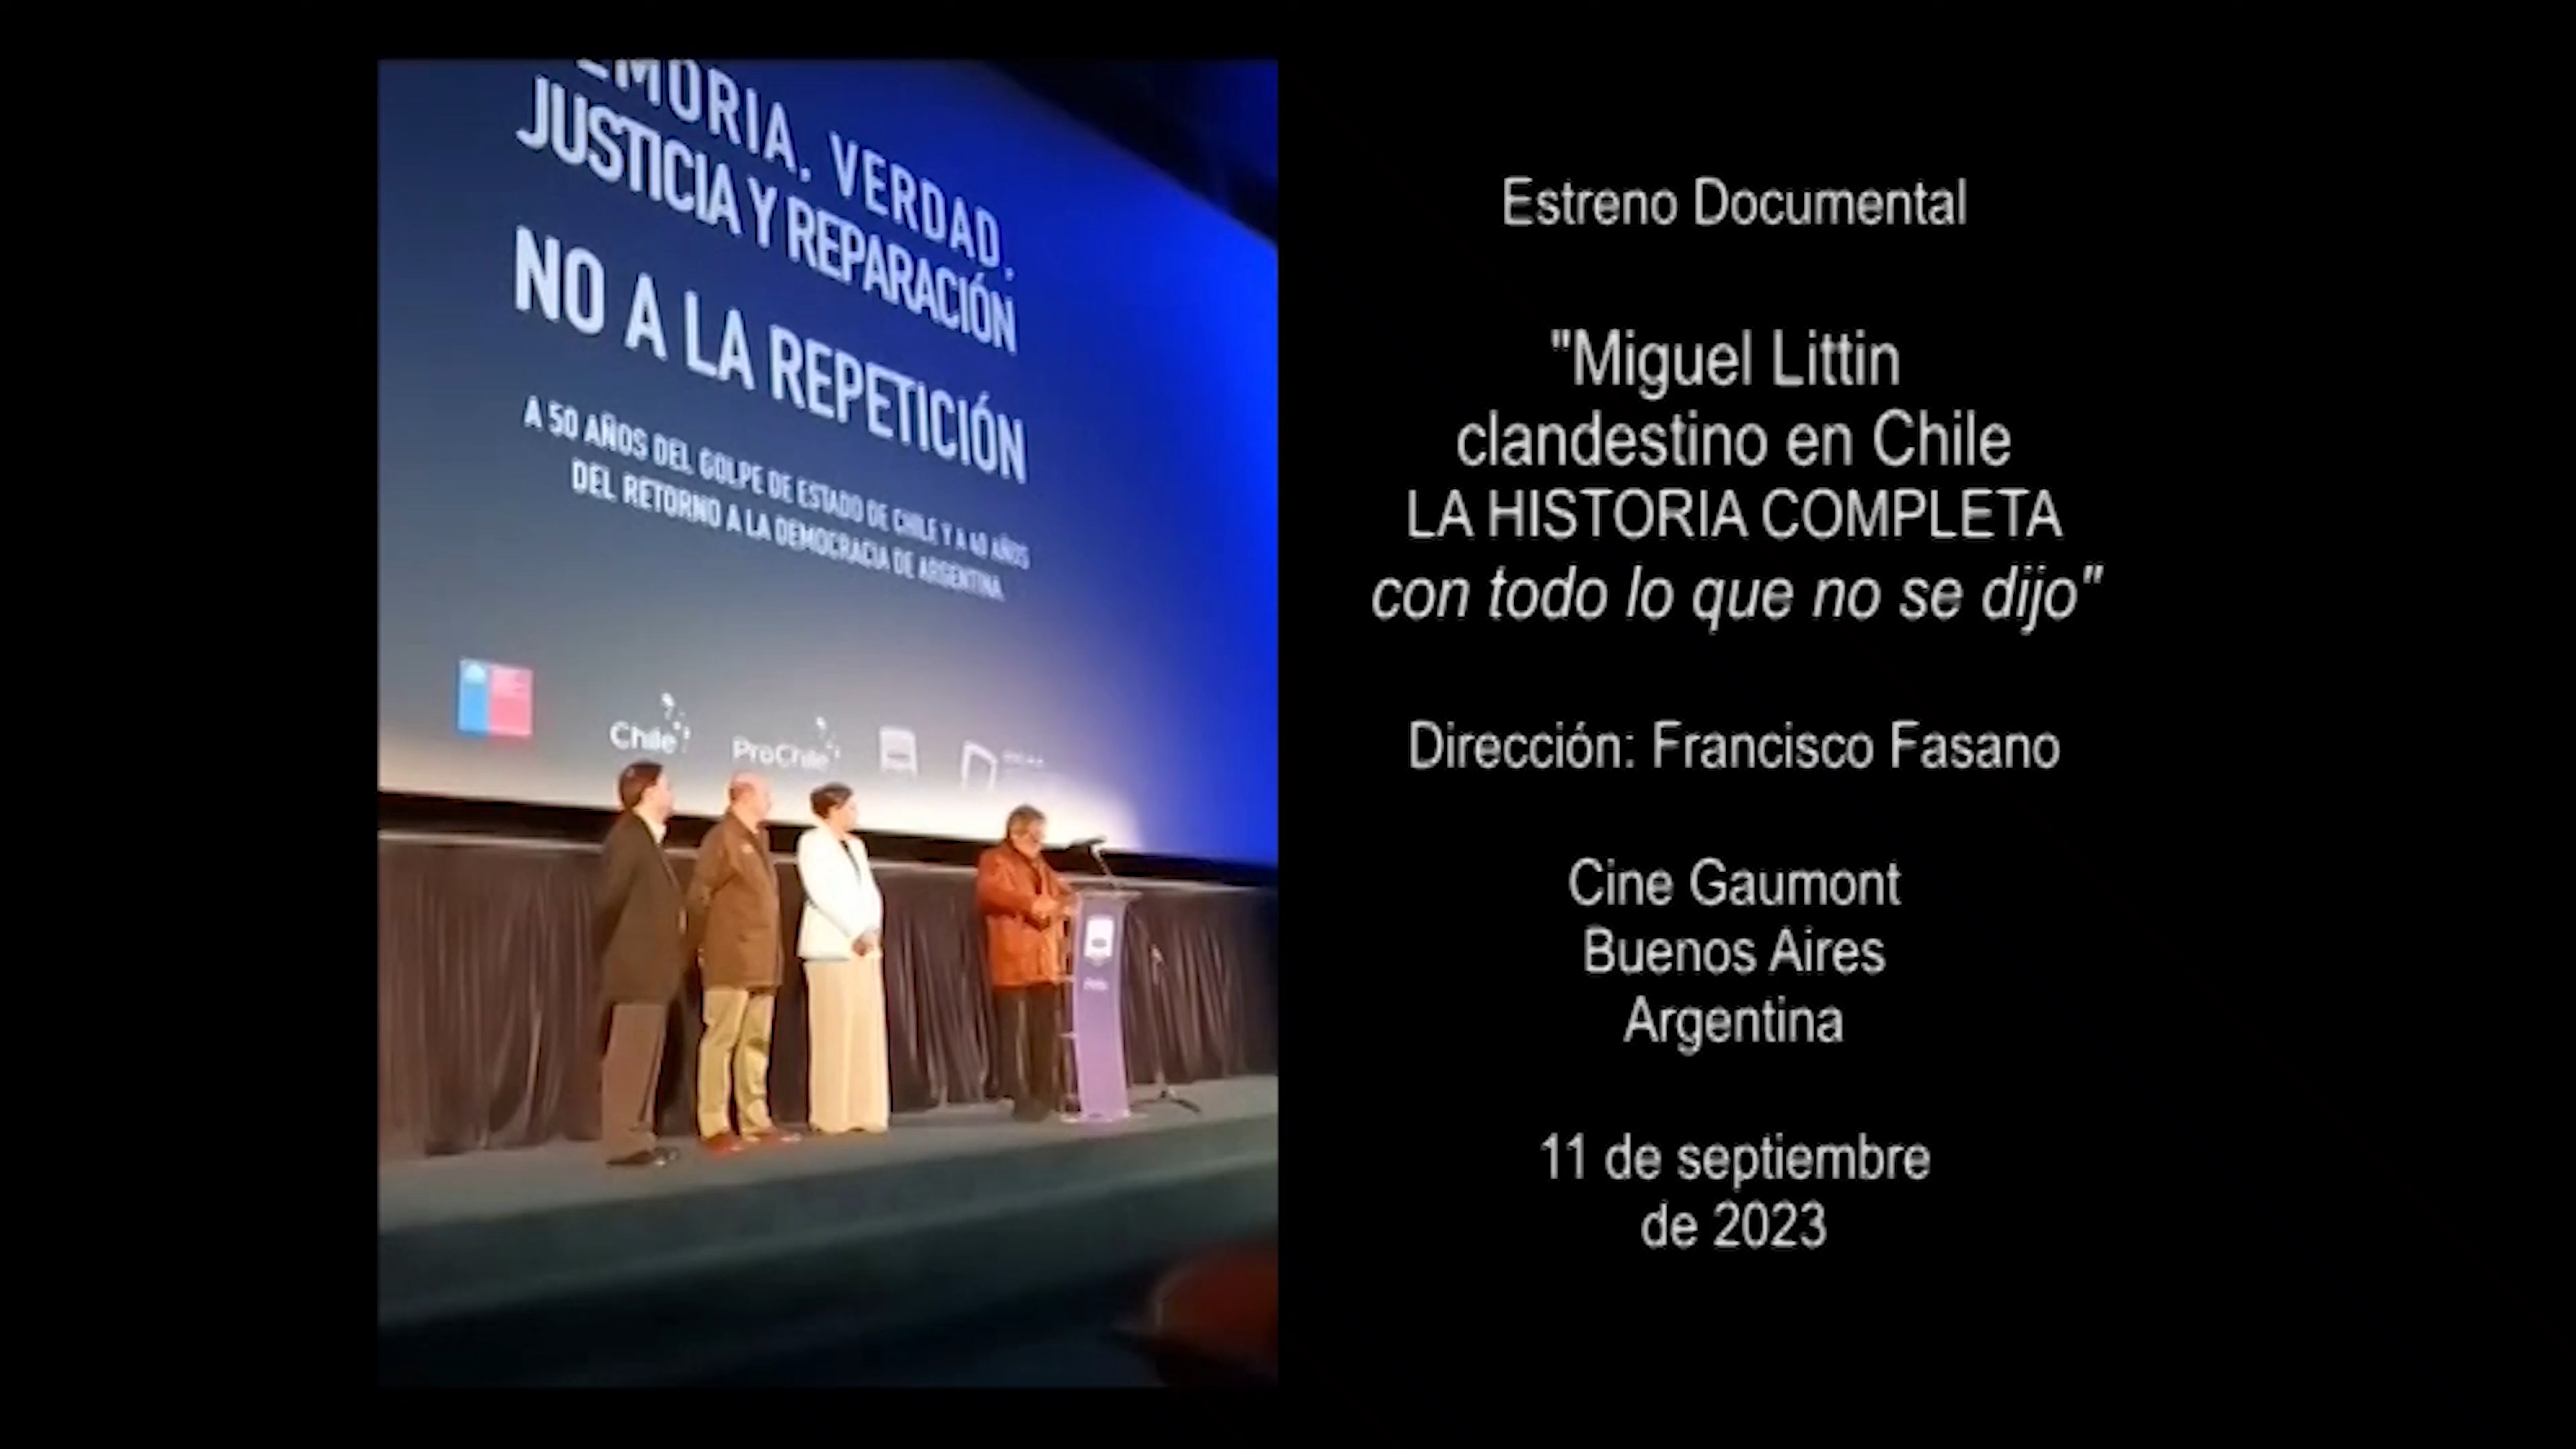 EMORIA. VERDAD.
JUSTICIA Y REPARACIÓN
NO A LA REPETICIÓN
A 50 AÑOS DEL GOLPE DE ESTADO DE CHILE Y A 40 AÑOS
DEL RETORNO A LA DEMOCRACIA DE ARGENTINA
Chile
ProChile
Estreno Documental
"Miguel Littin
clandestino en Chile
LA HISTORIA COMPLETA
con todo lo que no se dijo"
Dirección: Francisco Fasano
Cine Gaumont
Buenos Aires
Argentina
11 de septiembre
de 2023